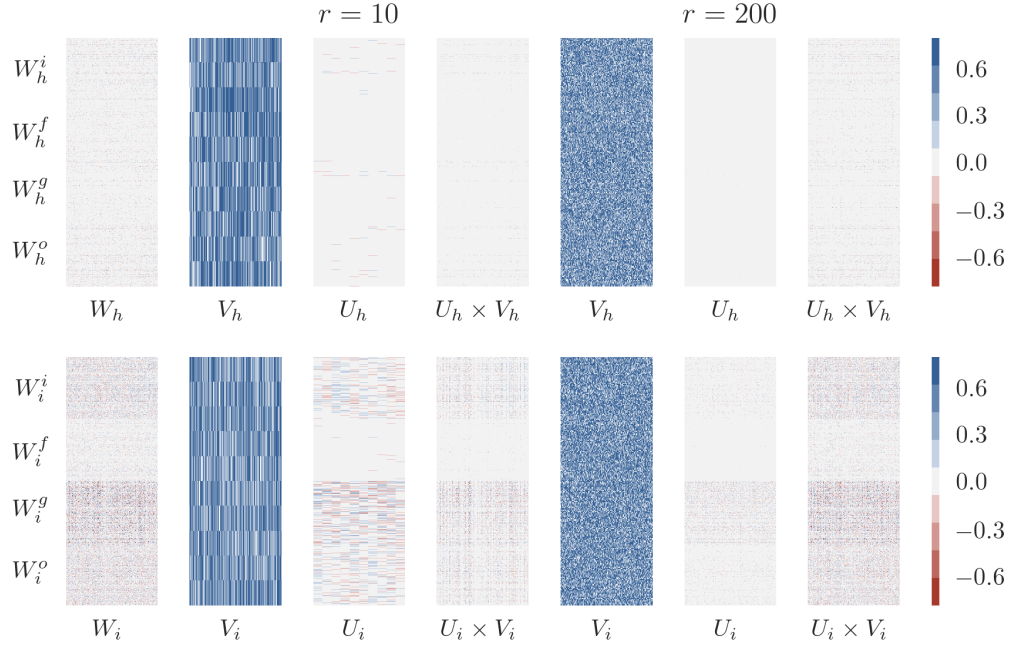 r = 10 r = 200
W_h^i
W_h^f
W_h^g
W_h^o
0.6
0.3
0.0
−0.3
−0.6
W_h V_h U_h U_h × V_h V_h U_h U_h × V_h
W_i^i
W_i^f
W_i^g
W_i^o
0.6
0.3
0.0
−0.3
−0.6
W_i V_i U_i U_i × V_i V_i U_i U_i × V_i